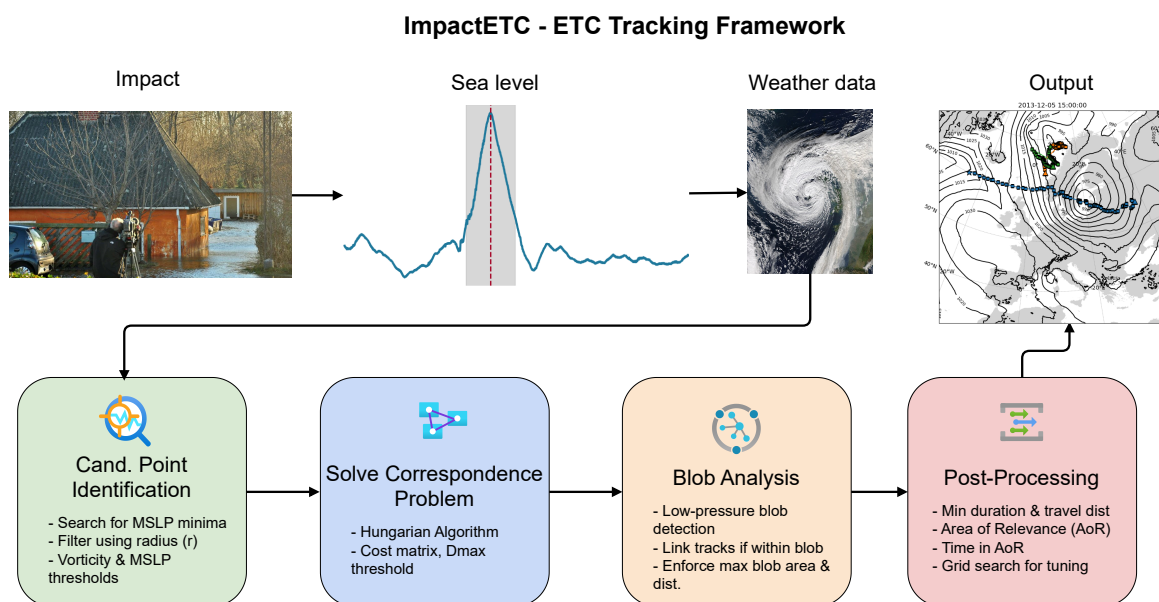 ImpactETC - ETC Tracking Framework
Impact
Sea level
Weather data
Output
2013-12-05 15:00:00
Cand. Point
Identification
- Search for MSLP minima
- Filter using radius (r)
- Vorticity & MSLP
thresholds
Solve Correspondence
Problem
- Hungarian Algorithm
- Cost matrix, Dmax
threshold
Blob Analysis
- Low-pressure blob
detection
- Link tracks if within blob
- Enforce max blob area &
dist.
Post-Processing
- Min duration & travel dist
- Area of Relevance (AoR)
- Time in AoR
- Grid search for tuning